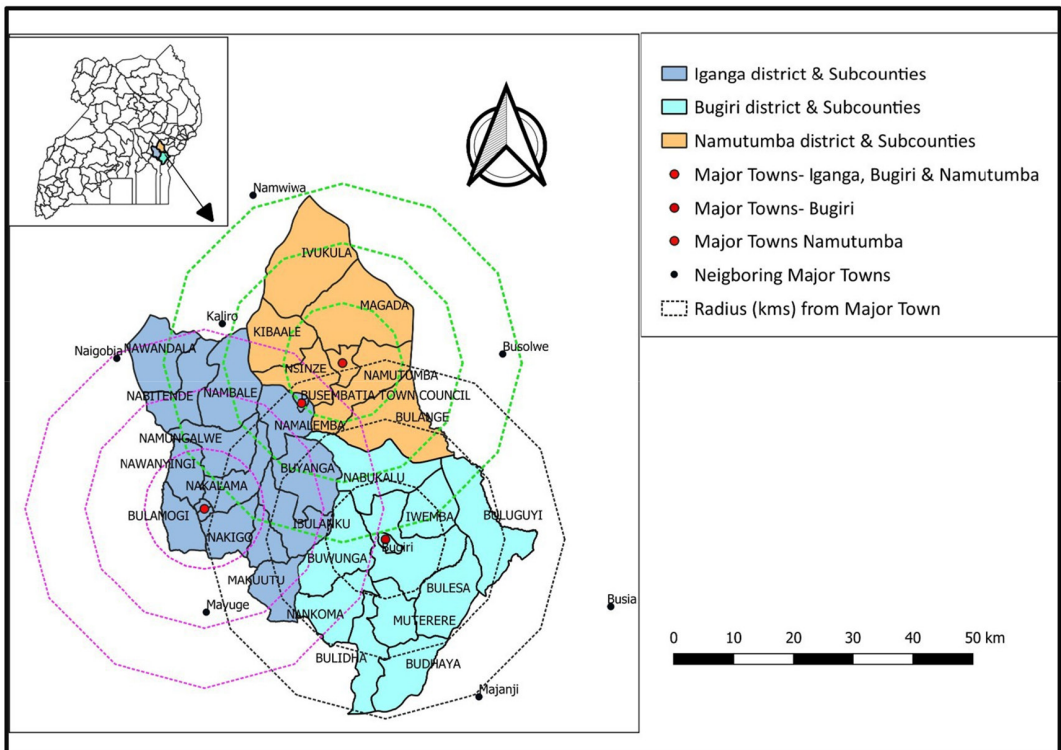 Iganga district & Subcounties
Bugiri district & Subcounties
Namutumba district & Subcounties
Major Towns- Iganga, Bugiri & Namutumba
Major Towns- Bugiri
Major Towns Namutumba
Neigboring Major Towns
Radius (kms) from Major Town
Namwiwa
IVUKULA
MAGADA
Kaliro
KIBAALE
Naigobja
NAWANDALA
Busolwe
NSINZE
NAMUTUMBA
NABITENDE
NAMBALE
BUSEMBATIA TOWN COUNCIL
BULANGE
NAMALEMBA
NAMUNGALWE
NAWANYINGI
BUYANGA
NABUKALU
NAKALAMA
BULAMOGI
IBULANKU
IWEMBA
BULUGUYI
NAKIGO
Bugiri
BUWUNGA
MAKUUTU
BULESA
Mayuge
NANKOMA
MUTERERE
Busia
BULIDHA
BUDHAYA
Majanji
0 10 20 30 40 50 km